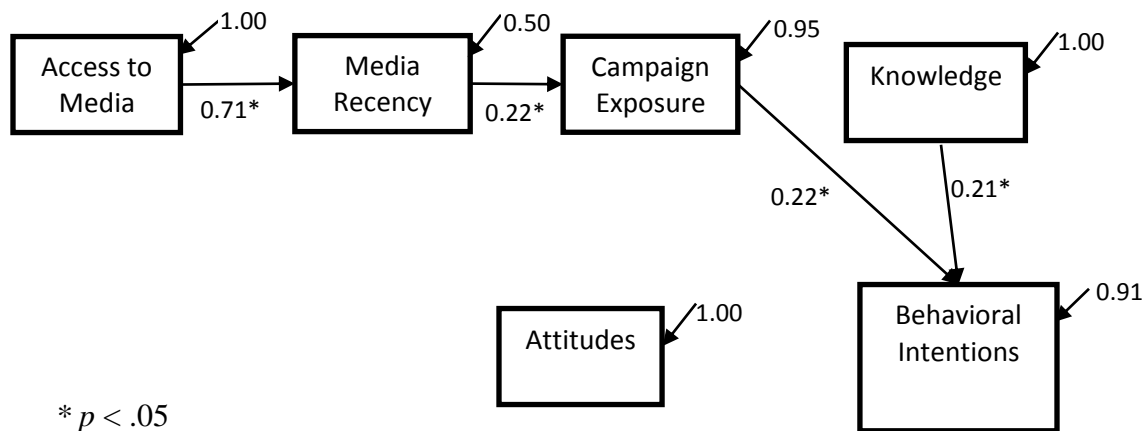 1.00
Access to
Media
0.71*
0.50
Media
Recency
0.22*
0.95
Campaign
Exposure
1.00
Knowledge
0.22*
0.21*
1.00
Attitudes
0.91
Behavioral
Intentions
* p < .05